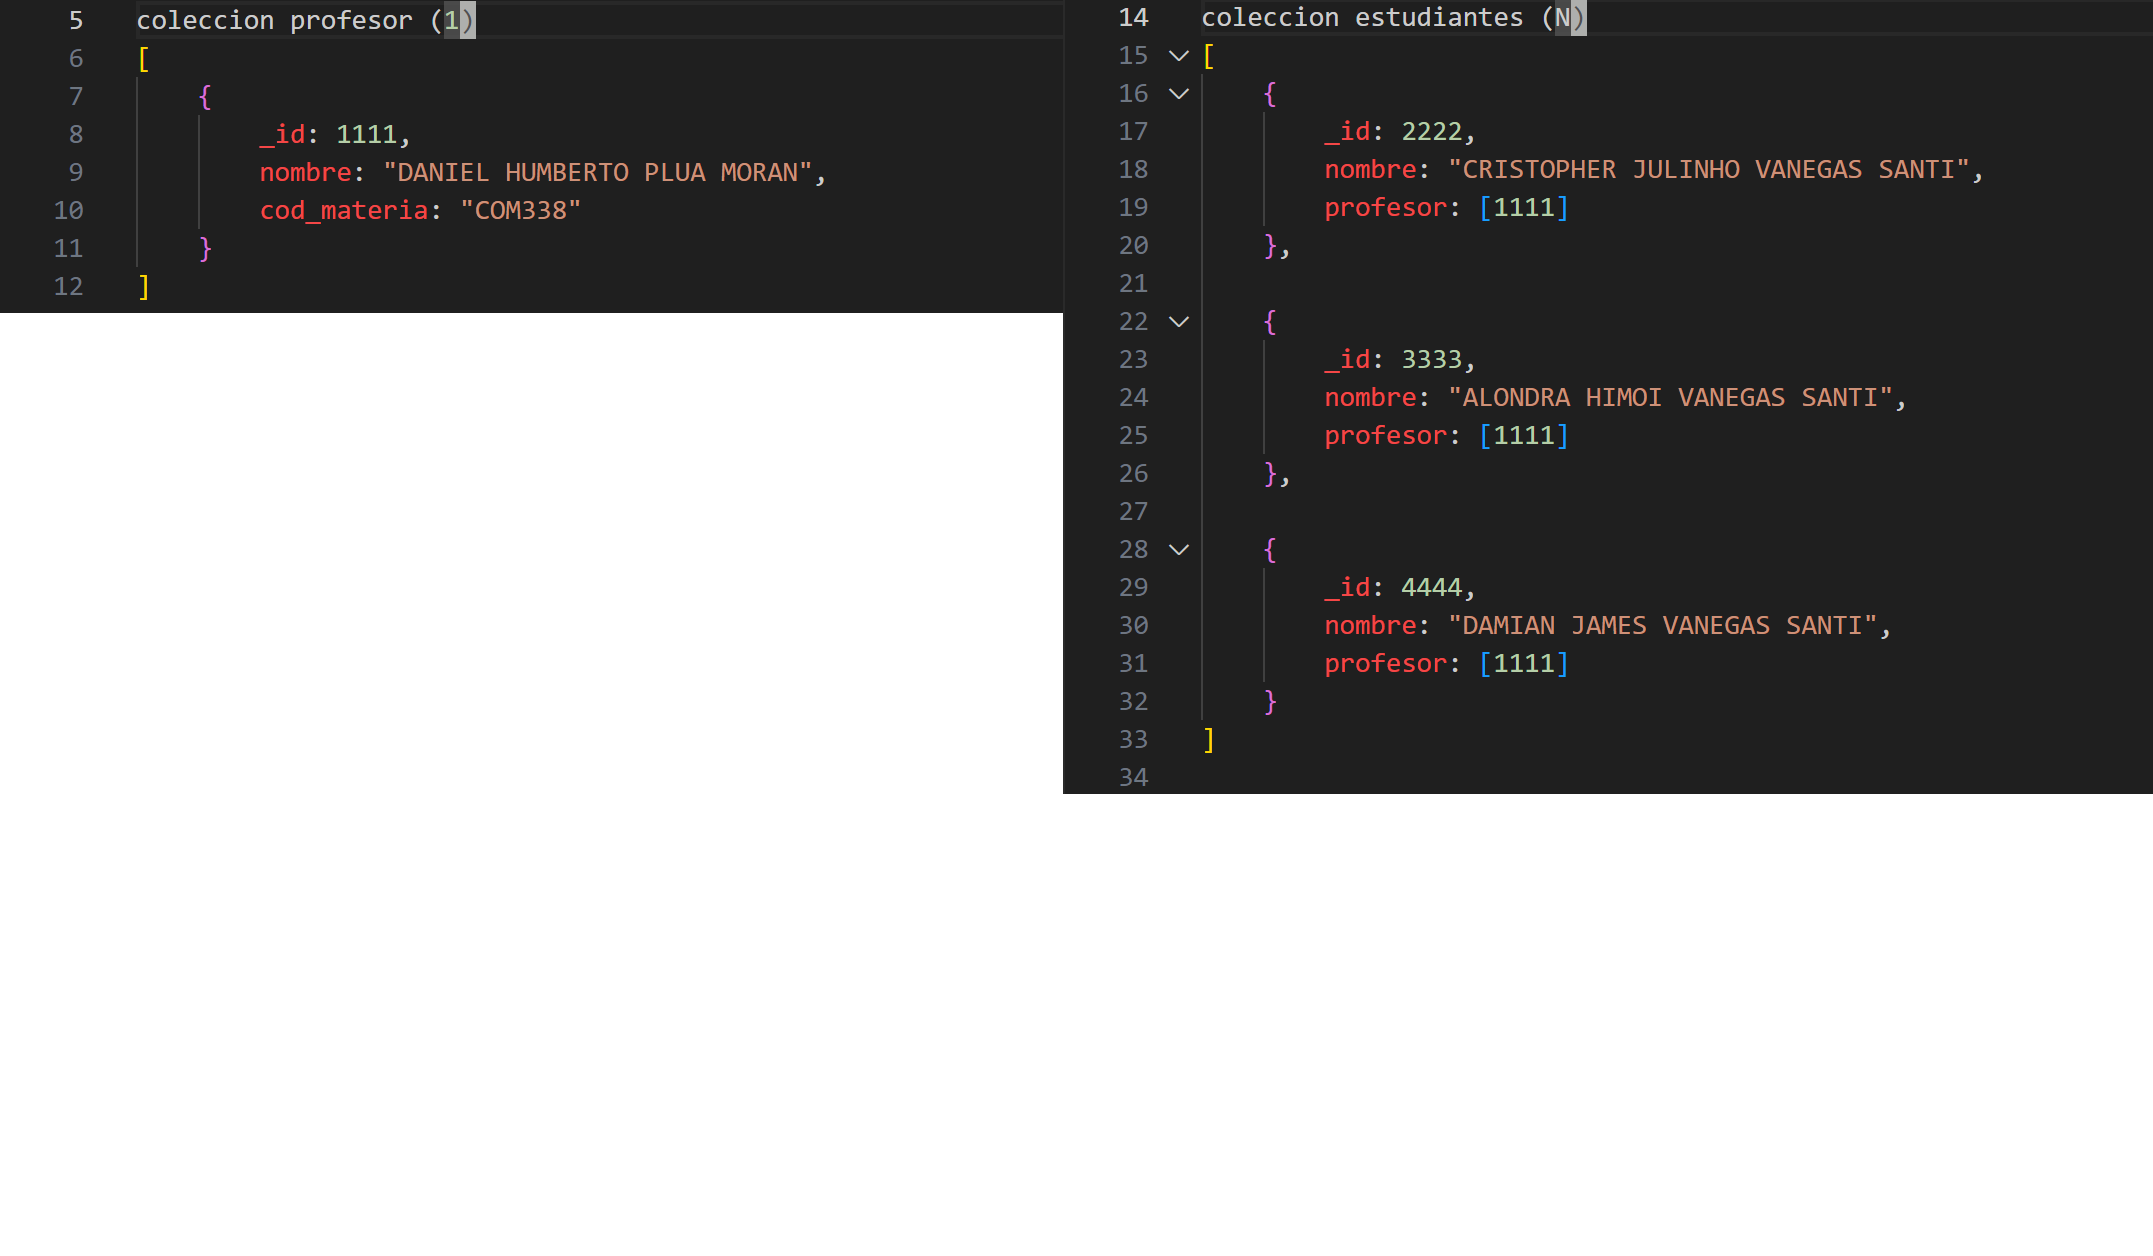 5 coleccion profesor (1)
6 [
7 {
8 _id: 1111,
9 nombre: "DANIEL HUMBERTO PLUA MORAN",
10 cod_materia: "COM338"
11 }
12 ]
14 coleccion estudiantes (N)
15 [
16 {
17 _id: 2222,
18 nombre: "CRISTOPHER JULINHO VANEGAS SANTI",
19 profesor: [1111]
20 },
21
22 {
23 _id: 3333,
24 nombre: "ALONDRA HIMOI VANEGAS SANTI",
25 profesor: [1111]
26 },
27
28 {
29 _id: 4444,
30 nombre: "DAMIAN JAMES VANEGAS SANTI",
31 profesor: [1111]
32 }
33 ]
34